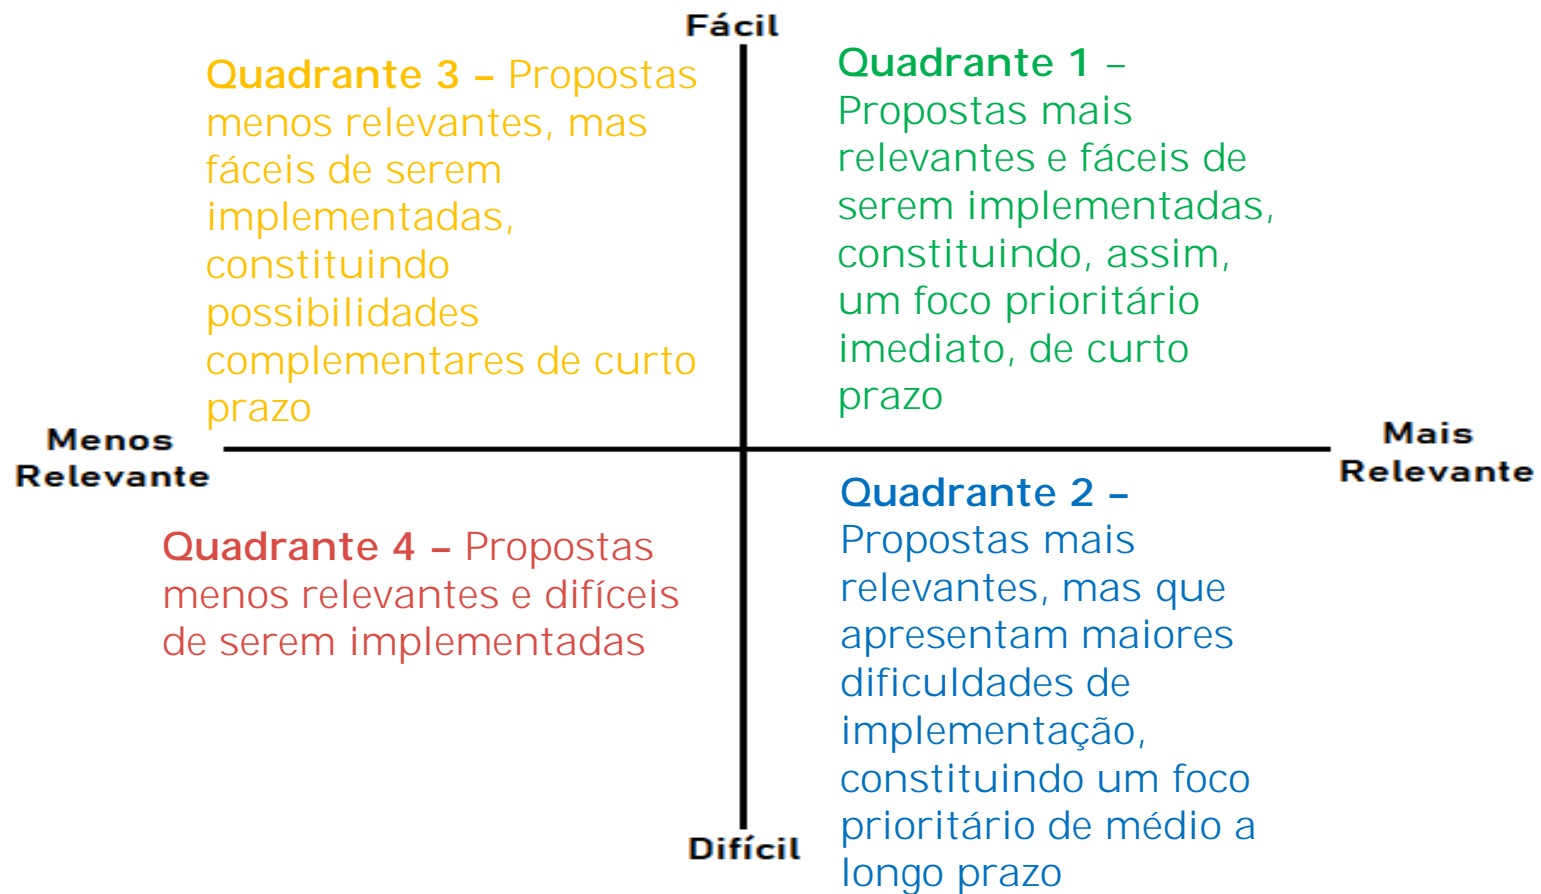 Fácil
Quadrante 3 – Propostas
menos relevantes, mas
fáceis de serem
implementadas,
constituindo
possibilidades
complementares de curto
prazo
Quadrante 1 –
Propostas mais
relevantes e fáceis de
serem implementadas,
constituindo, assim,
um foco prioritário
imediato, de curto
prazo
Menos
Relevante
Mais
Relevante
Quadrante 4 – Propostas
menos relevantes e difíceis
de serem implementadas
Quadrante 2 –
Propostas mais
relevantes, mas que
apresentam maiores
dificuldades de
implementação,
constituindo um foco
prioritário de médio a
longo prazo
Difícil